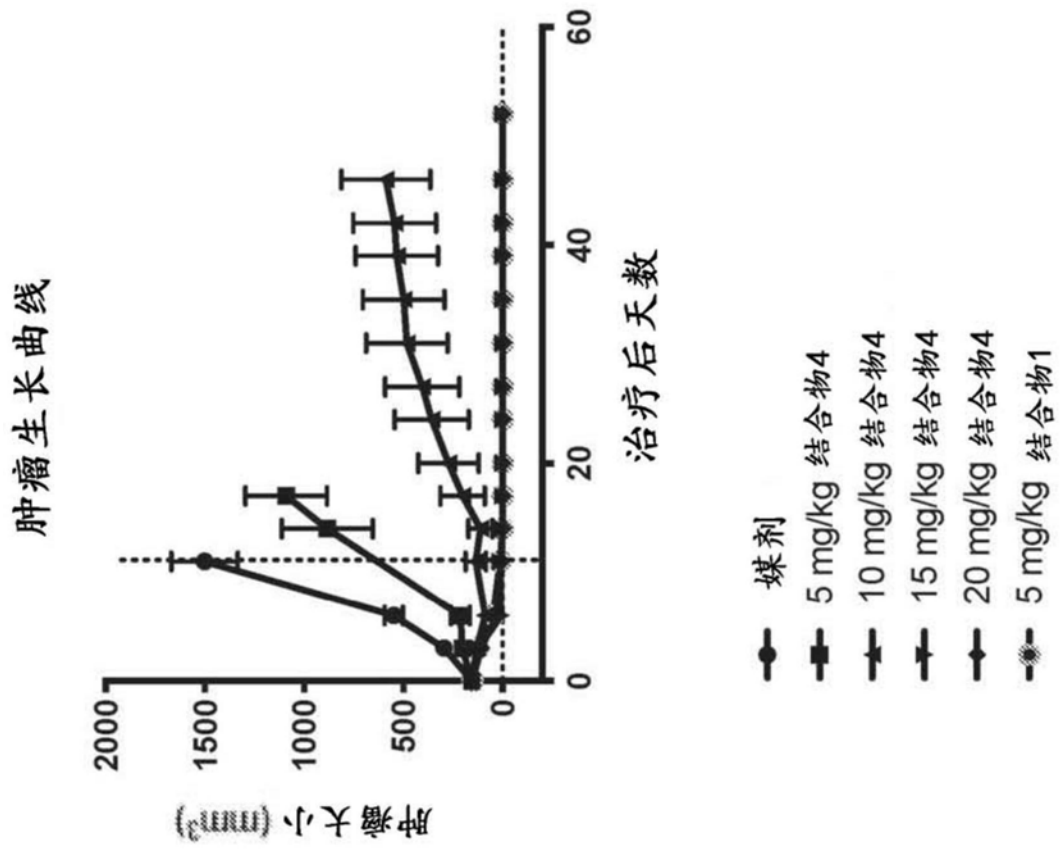 肿瘤生长曲线
肿瘤大小 (mm³)
2000
1500
1000
500
0
0
20
40
60
治疗后天数
媒剂
5 mg/kg 结合物4
10 mg/kg 结合物4
15 mg/kg 结合物4
20 mg/kg 结合物4
5 mg/kg 结合物1